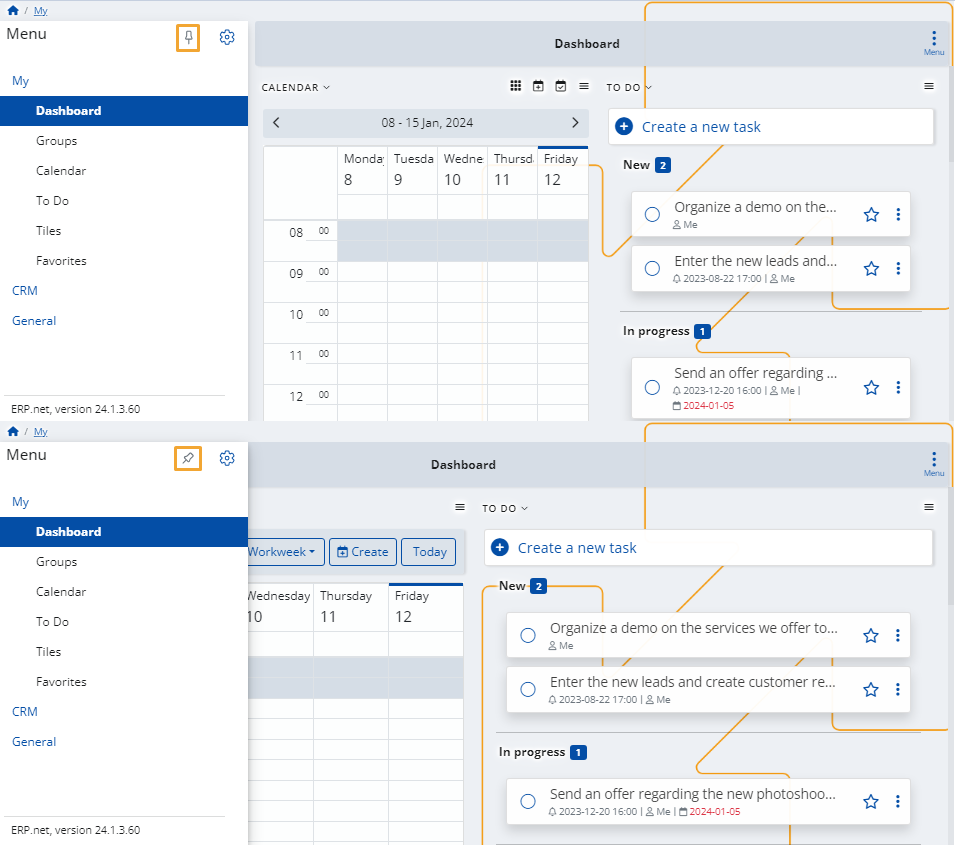 / My
Menu
My
Dashboard
Groups
Calendar
To Do
Tiles
Favorites
CRM
General
ERP.net, version 24.1.3.60
Dashboard
Menu
CALENDAR
08 - 15 Jan, 2024
Monday Tuesda Wedne Thursd Friday
8 9 10 11 12
08 00
09 00
10 00
11 00
12 00
TO DO
Create a new task
New 2
Organize a demo on the...
Me
Enter the new leads and...
2023-08-22 17:00 | Me
In progress 1
Send an offer regarding ...
2023-12-20 16:00 | Me |
2024-01-05
/ My
Menu
My
Dashboard
Groups
Calendar
To Do
Tiles
Favorites
CRM
General
ERP.net, version 24.1.3.60
Dashboard
Menu
Workweek Create Today
Wednesday Thursday Friday
10 11 12
TO DO
Create a new task
New 2
Organize a demo on the services we offer to...
Me
Enter the new leads and create customer re...
2023-08-22 17:00 | Me
In progress 1
Send an offer regarding the new photoshoo...
2023-12-20 16:00 | Me | 2024-01-05